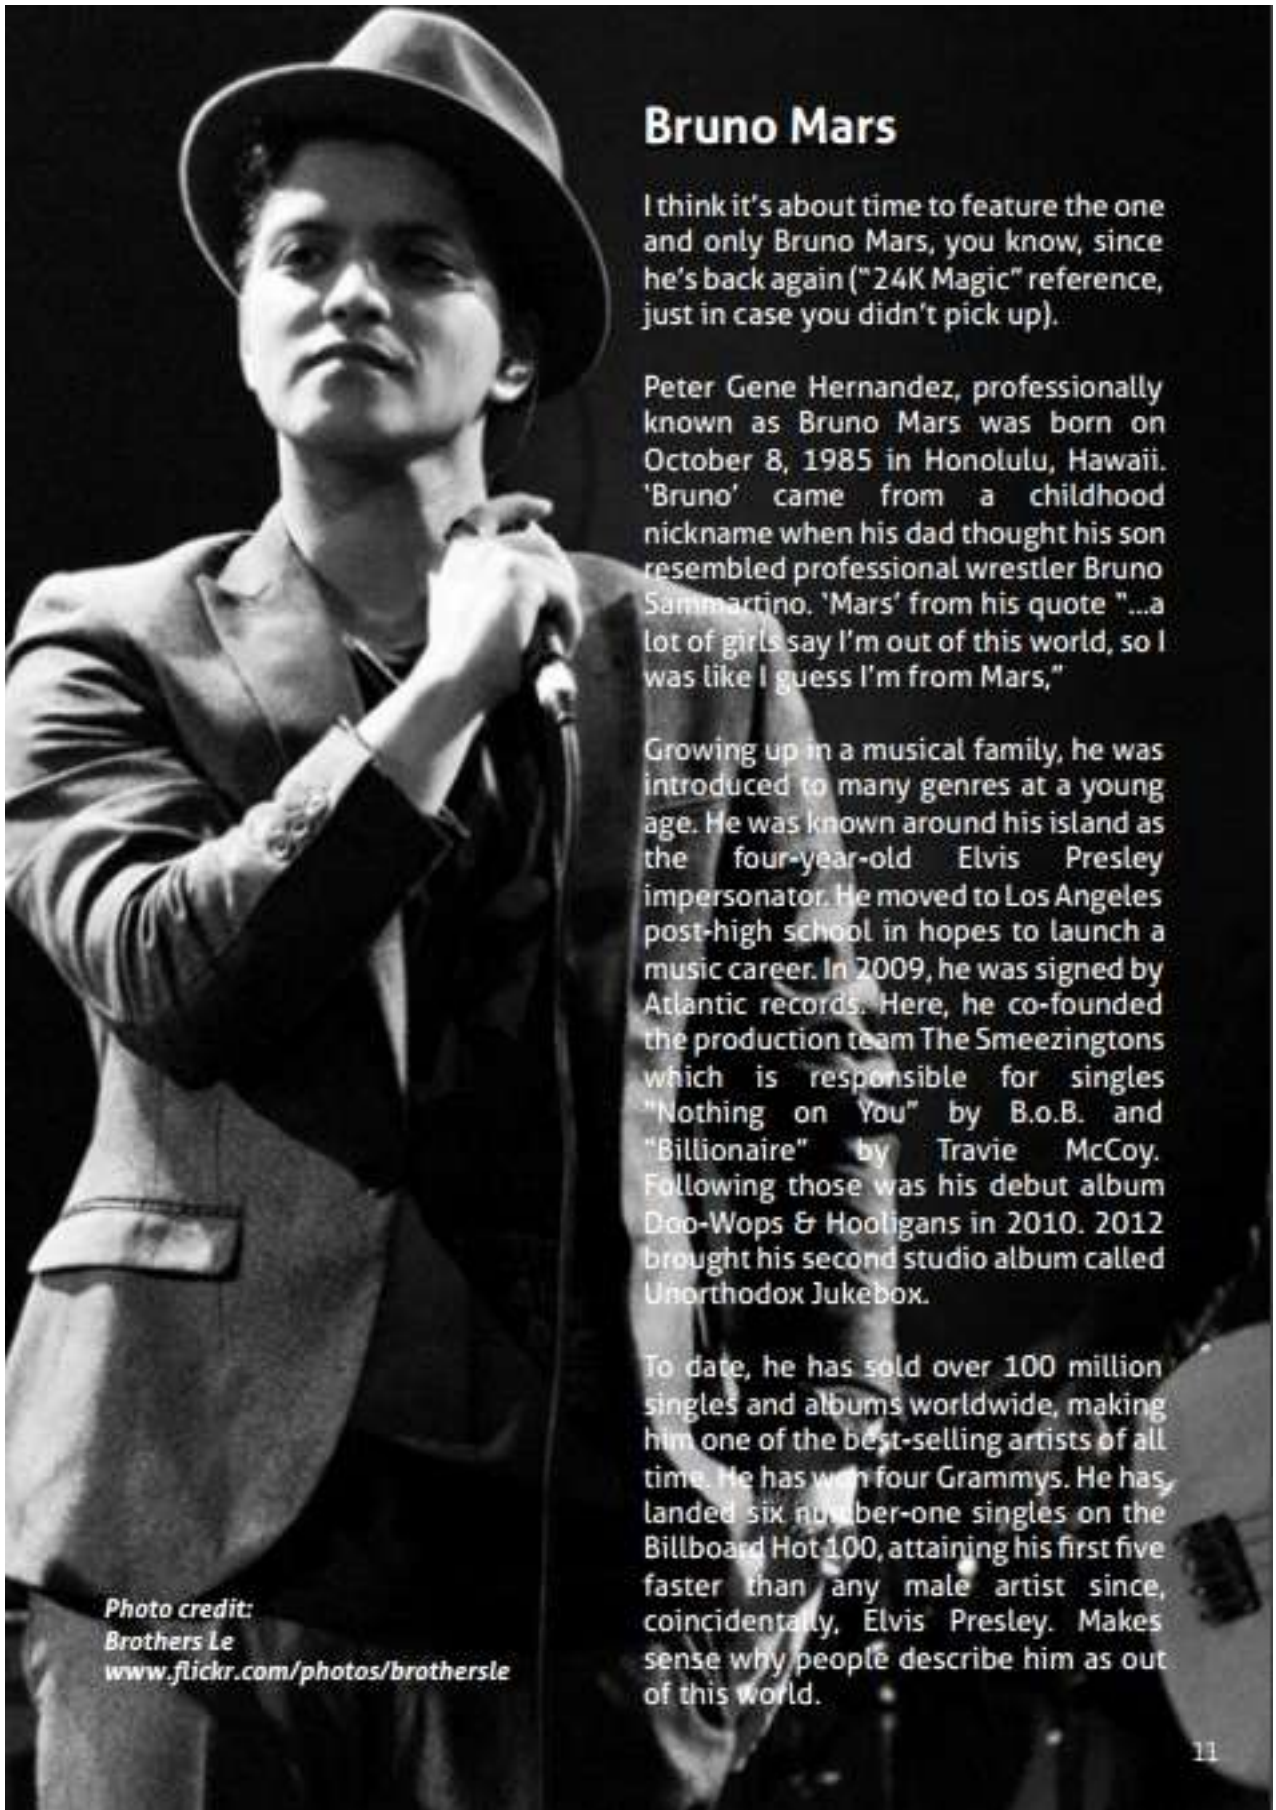 Bruno Mars
I think it's about time to feature the one
and only Bruno Mars, you know, since
he's back again ("24K Magic" reference,
just in case you didn't pick up).
Peter Gene Hernandez, professionally
known as Bruno Mars was born on
October 8, 1985 in Honolulu, Hawaii.
'Bruno' came from a childhood
nickname when his dad thought his son
resembled professional wrestler Bruno
Sammartino. 'Mars' from his quote "...a
lot of girls say I'm out of this world, so I
was like I guess I'm from Mars,"
Growing up in a musical family, he was
introduced to many genres at a young
age. He was known around his island as
the four-year-old Elvis Presley
impersonator. He moved to Los Angeles
post-high school in hopes to launch a
music career. In 2009, he was signed by
Atlantic records. Here, he co-founded
the production team The Smeezingtons
which is responsible for singles
"Nothing on You" by B.o.B. and
"Billionaire" by Travie McCoy.
Following those was his debut album
Doo-Wops & Hooligans in 2010. 2012
brought his second studio album called
Unorthodox Jukebox.
To date, he has sold over 100 million
singles and albums worldwide, making
him one of the best-selling artists of all
time. He has won four Grammys. He has
landed six number-one singles on the
Billboard Hot 100, attaining his first five
faster than any male artist since,
coincidentally, Elvis Presley. Makes
sense why people describe him as out
of this world.
Photo credit:
Brothers Le
www.flickr.com/photos/brothersle
11